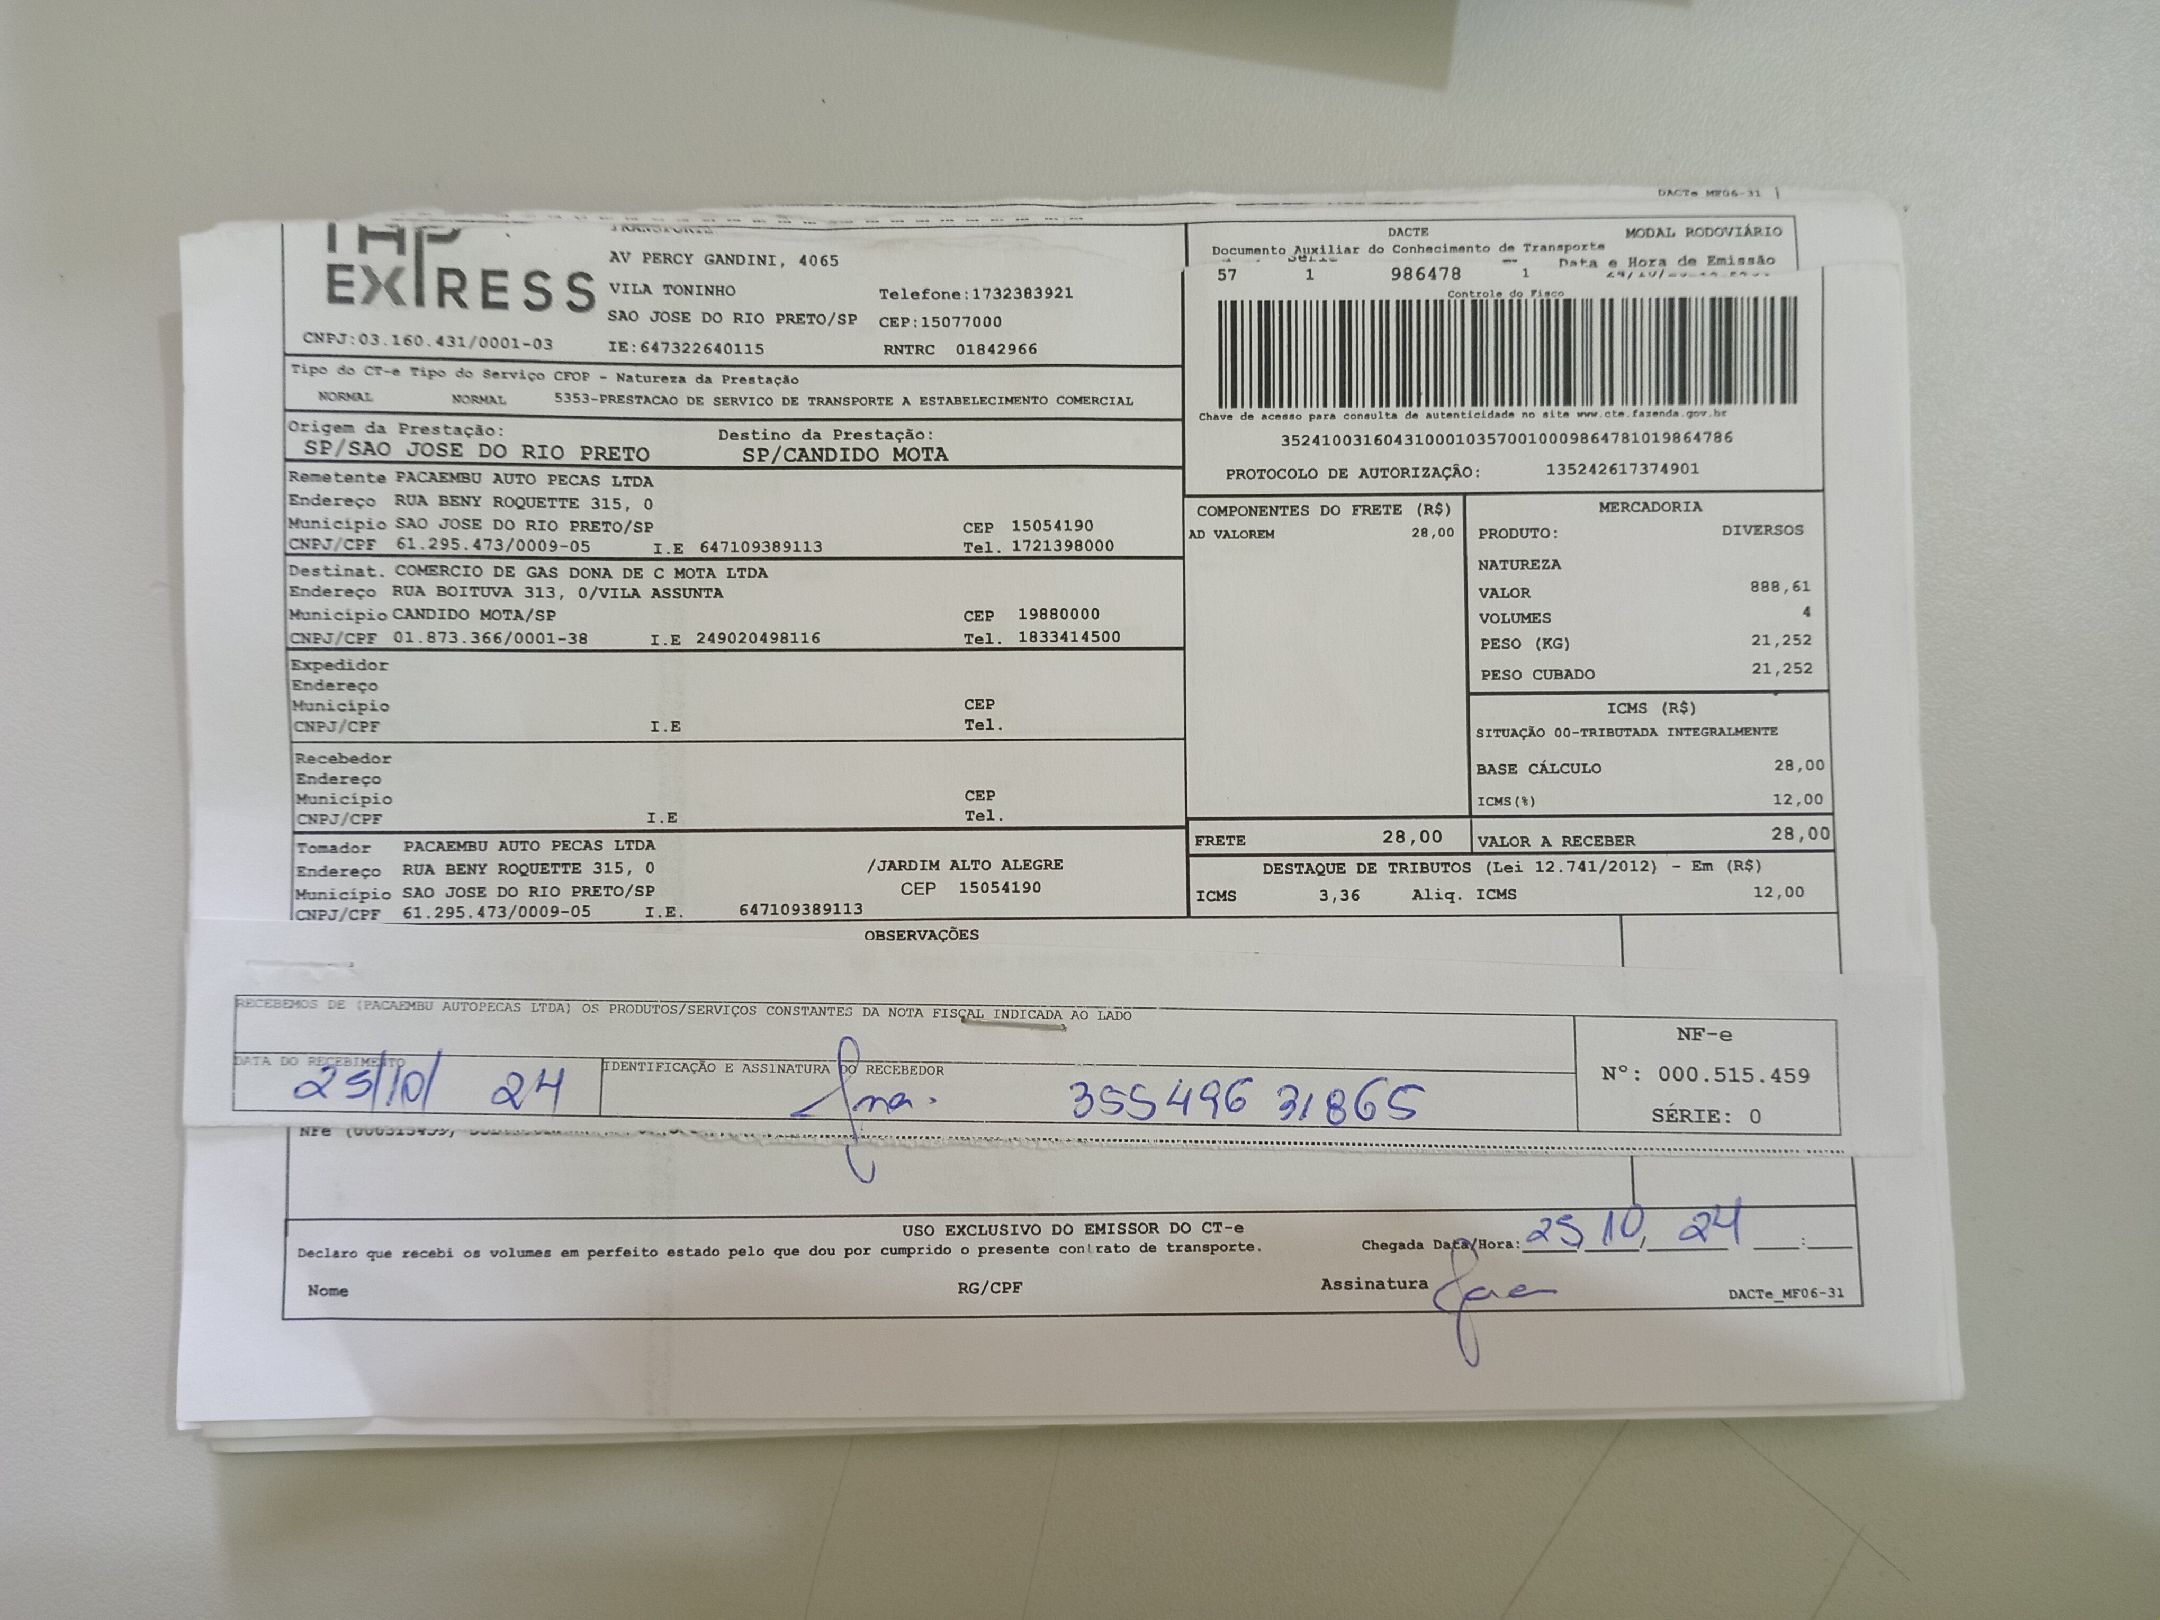 DACTe MF06-31
EXPRESS
AV PERCY GANDINI, 4065
VILA TONINHO
Telefone:1732383921
SAO JOSE DO RIO PRETO/SP CEP:15077000
CNPJ:03.160.431/0001-03 IE:647322640115 RNTRC 01842966
DACTE MODAL RODOVIÁRIO
Documento Auxiliar do Conhecimento de Transporte
Data e Hora de Emissão
57 1 986478 1
Controle do Fisco
Chave de acesso para consulta de autenticidade no site www.cte.fazenda.gov.br
35241003160431000103570010009864781019864786
PROTOCOLO DE AUTORIZAÇÃO: 135242617374901
Tipo do CT-e Tipo do Serviço CFOP - Natureza da Prestação
NORMAL NORMAL 5353-PRESTACAO DE SERVICO DE TRANSPORTE A ESTABELECIMENTO COMERCIAL
Origem da Prestação: Destino da Prestação:
SP/SAO JOSE DO RIO PRETO SP/CANDIDO MOTA
Remetente PACAEMBU AUTO PECAS LTDA
Endereço RUA BENY ROQUETTE 315, 0
Município SAO JOSE DO RIO PRETO/SP CEP 15054190
CNPJ/CPF 61.295.473/0009-05 I.E 647109389113 Tel. 1721398000
Destinat. COMERCIO DE GAS DONA DE C MOTA LTDA
Endereço RUA BOITUVA 313, 0/VILA ASSUNTA
Município CANDIDO MOTA/SP CEP 19880000
CNPJ/CPF 01.873.366/0001-38 I.E 249020498116 Tel. 1833414500
Expedidor
Endereço
Município CEP
CNPJ/CPF I.E Tel.
Recebedor
Endereço
Município CEP
CNPJ/CPF I.E Tel.
Tomador PACAEMBU AUTO PECAS LTDA
Endereço RUA BENY ROQUETTE 315, 0 /JARDIM ALTO ALEGRE
Município SAO JOSE DO RIO PRETO/SP CEP 15054190
CNPJ/CPF 61.295.473/0009-05 I.E. 647109389113
COMPONENTES DO FRETE (R$)
AD VALOREM 28,00
MERCADORIA
PRODUTO: DIVERSOS
NATUREZA
VALOR 888,61
VOLUMES 4
PESO (KG) 21,252
PESO CUBADO 21,252
ICMS (R$)
SITUAÇÃO 00-TRIBUTADA INTEGRALMENTE
BASE CÁLCULO 28,00
ICMS(%) 12,00
FRETE 28,00 VALOR A RECEBER 28,00
DESTAQUE DE TRIBUTOS (Lei 12.741/2012) - Em (R$)
ICMS 3,36 Aliq. ICMS 12,00
OBSERVAÇÕES
RECEBEMOS DE (PACAEMBU AUTOPECAS LTDA) OS PRODUTOS/SERVIÇOS CONSTANTES DA NOTA FISCAL INDICADA AO LADO
DATA DO RECEBIMENTO IDENTIFICAÇÃO E ASSINATURA DO RECEBEDOR
25/10/ 24 Ana. 355496 31865
NF-e
N°: 000.515.459
SÉRIE: 0
NFe
USO EXCLUSIVO DO EMISSOR DO CT-e
Declaro que recebi os volumes em perfeito estado pelo que dou por cumprido o presente contrato de transporte. Chegada Data/Hora: 25 10 24
Nome RG/CPF Assinatura
DACTe_MF06-31